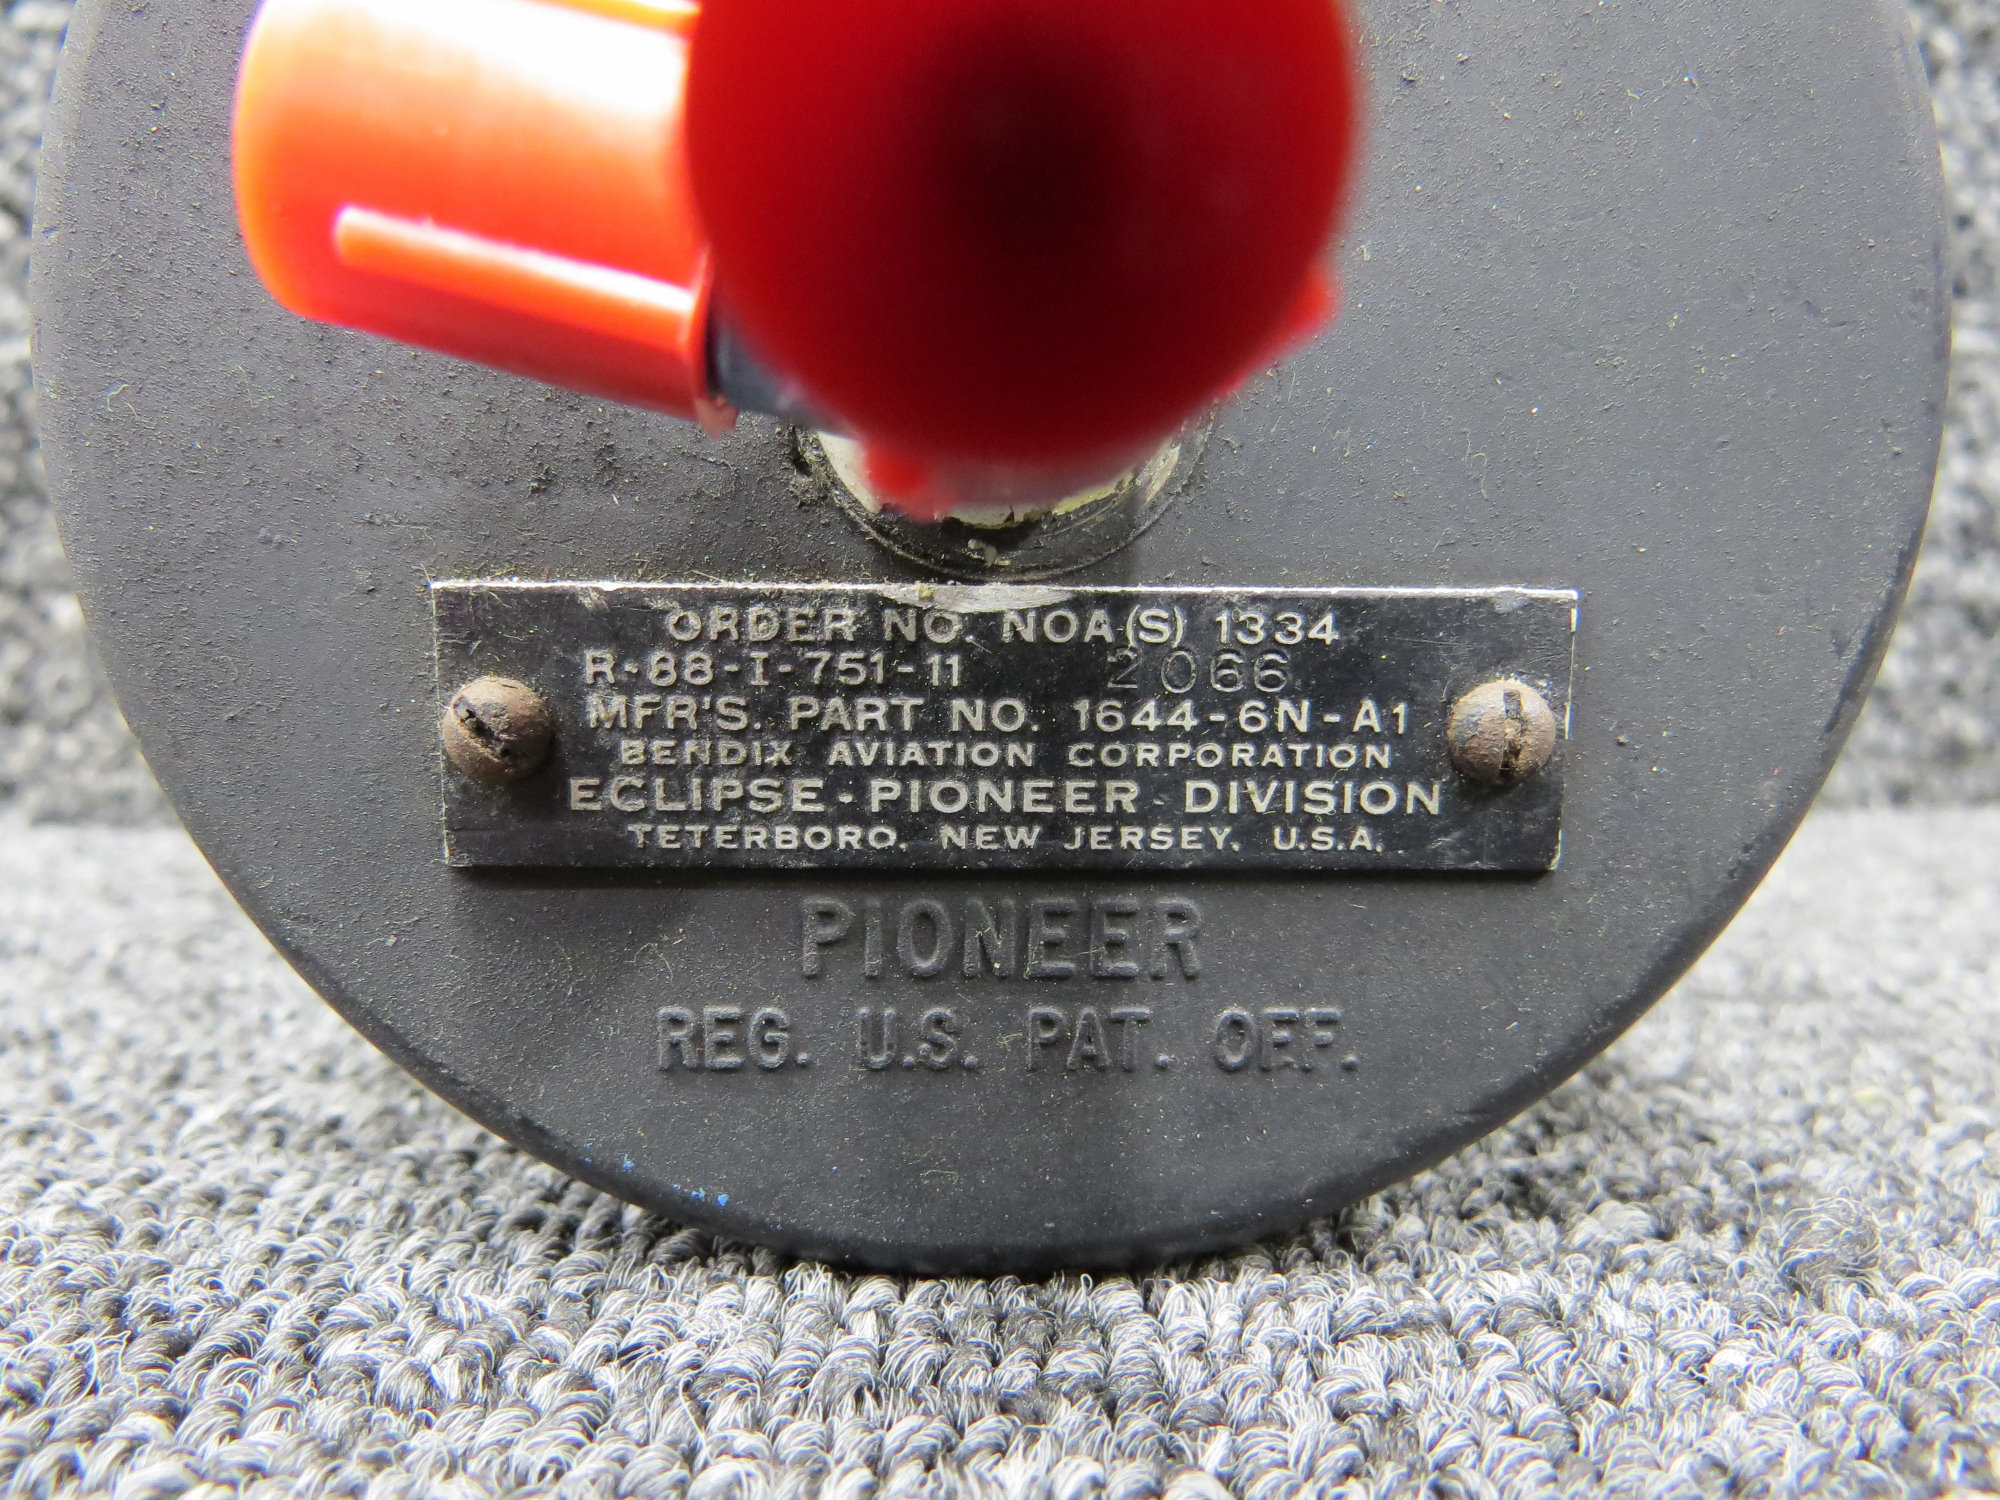 ORDER NO. NOA(S) 1334
R-88-I-751-11 2066
MFR'S. PART NO. 1644-6N-A1
BENDIX AVIATION CORPORATION
ECLIPSE-PIONEER DIVISION
TETERBORO, NEW JERSEY, U.S.A.
PIONEER
REG. U.S. PAT. OFF.